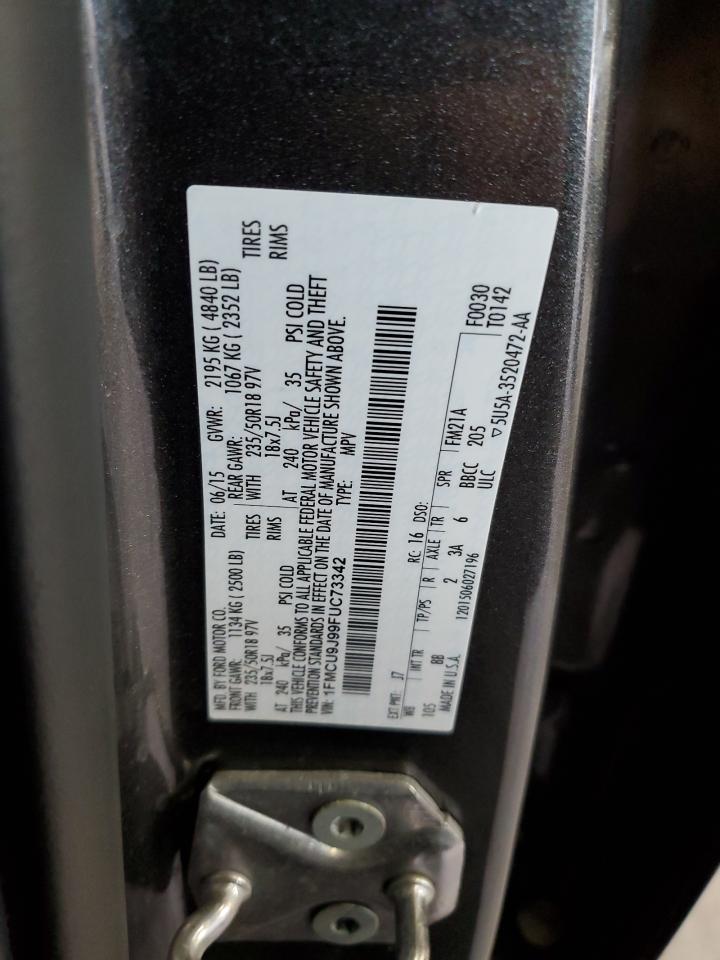 MFD. BY FORD MOTOR CO. DATE: 06/15 GVWR: 2195 KG ( 4840 LB)
FRONT GAWR: 1134 KG ( 2500 LB) REAR GAWR: 1067 KG ( 2352 LB)
WITH 235/50R18 97V TIRES WITH 235/50R18 97V TIRES
18x7.5J RIMS 18x7.5J RIMS
AT 240 kPa/ 35 PSI COLD AT 240 kPa/ 35 PSI COLD
THIS VEHICLE CONFORMS TO ALL APPLICABLE FEDERAL MOTOR VEHICLE SAFETY AND THEFT
PREVENTION STANDARDS IN EFFECT ON THE DATE OF MANUFACTURE SHOWN ABOVE.
VIN: 1FMCU9J99FUC73342 TYPE: MPV
EXT PNT: J7 RC: 16 DSO: F0030
WB INT TR TP/PS R AXLE TR SPR FM21A T0142
105 BB 2 3A 6 BBCC 205
MADE IN U.S.A. 1201506027196 ULC ▽5U5A-3520472-AA